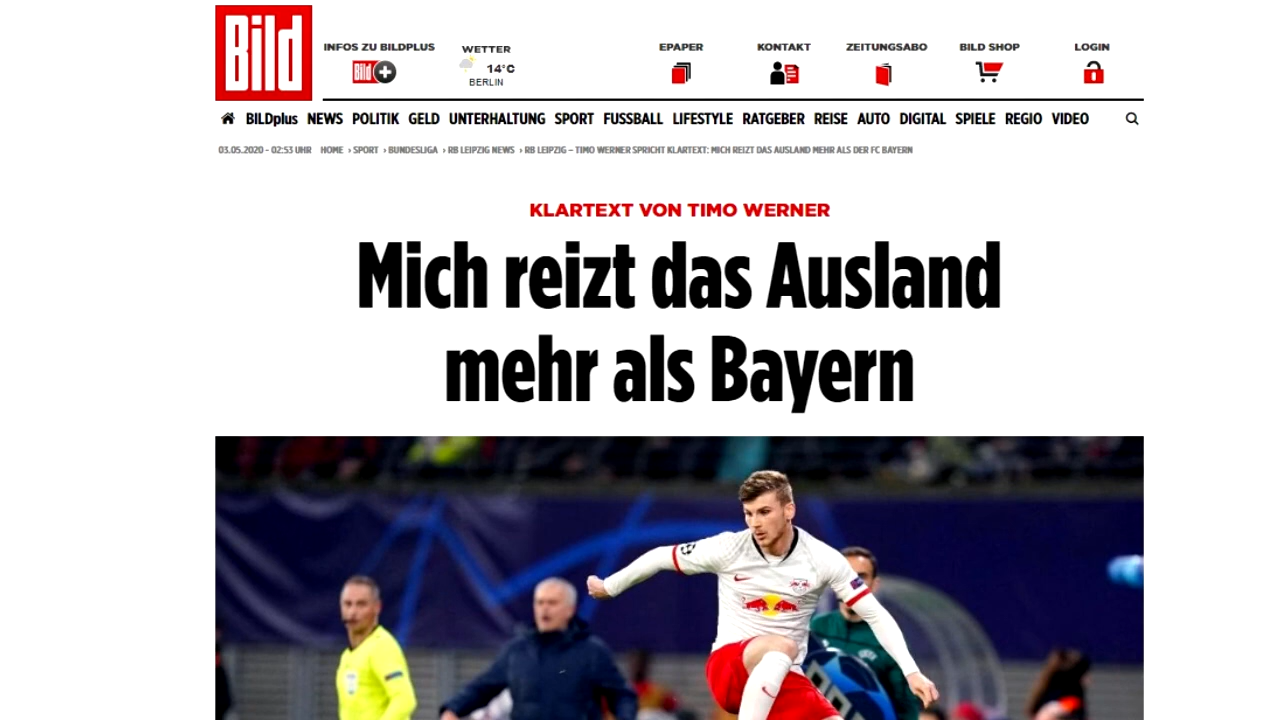 Bild
INFOS ZU BILDPLUS
Bild
WETTER
14°C
BERLIN
EPAPER
KONTAKT
ZEITUNGSABO
BILD SHOP
LOGIN
BILDplus NEWS POLITIK GELD UNTERHALTUNG SPORT FUSSBALL LIFESTYLE RATGEBER REISE AUTO DIGITAL SPIELE REGIO VIDEO
03.05.2020 - 02:53 UHR HOME › SPORT › BUNDESLIGA › RB LEIPZIG NEWS › RB LEIPZIG – TIMO WERNER SPRICHT KLARTEXT: MICH REIZT DAS AUSLAND MEHR ALS DER FC BAYERN
KLARTEXT VON TIMO WERNER
Mich reizt das Ausland
mehr als Bayern
Red Bull